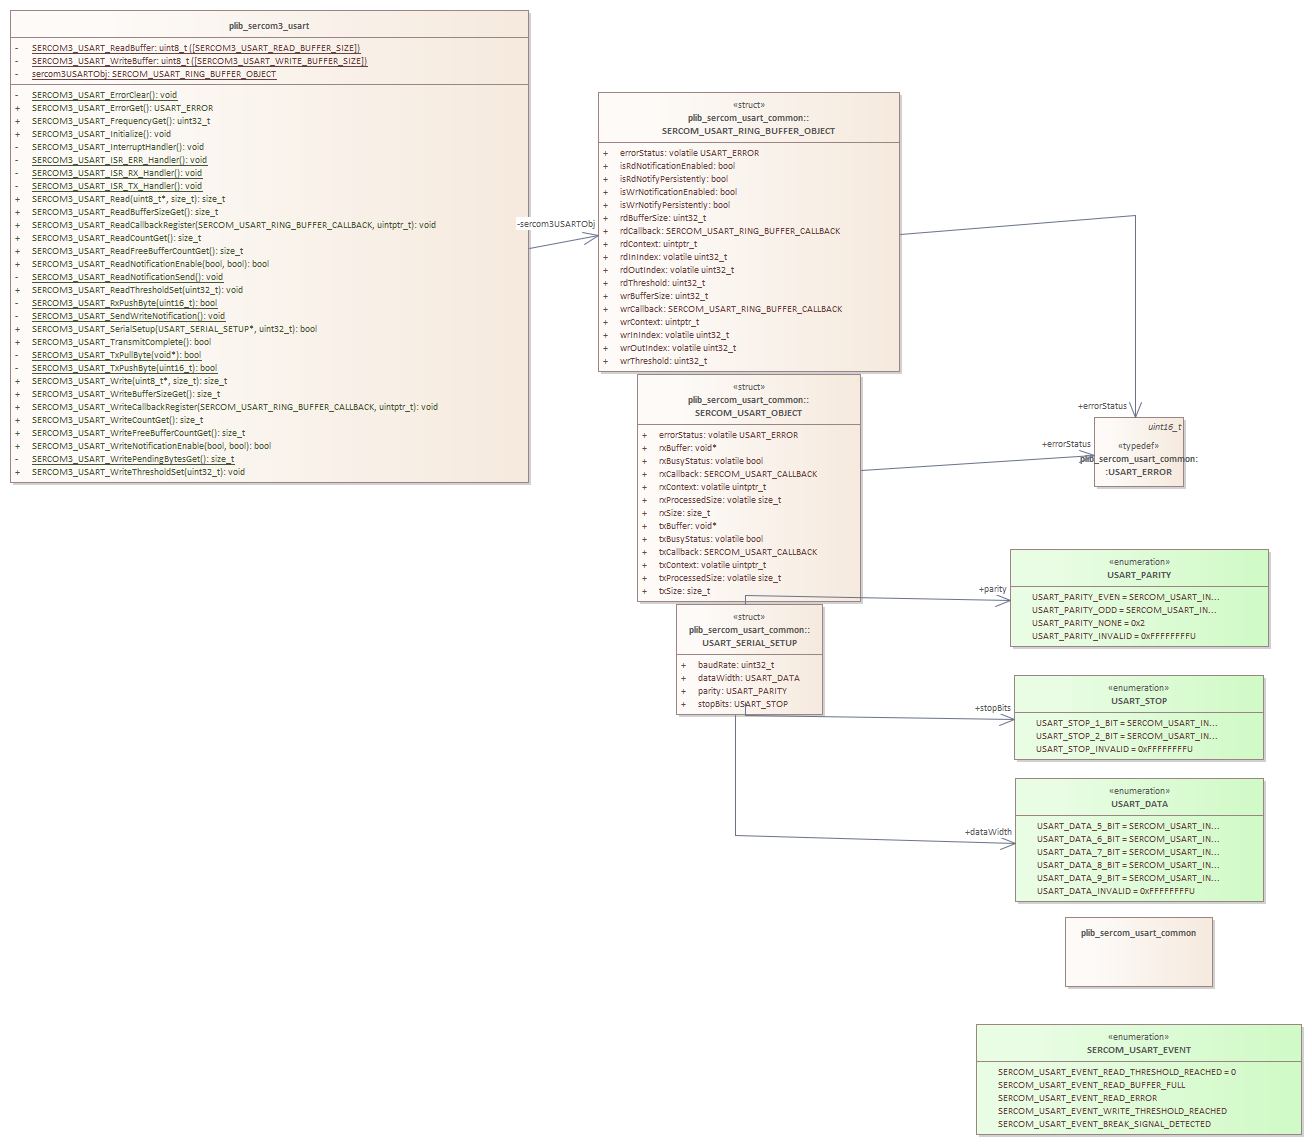 plib_sercom3_usart
- SERCOM3_USART_ReadBuffer: uint8_t ([SERCOM3_USART_READ_BUFFER_SIZE])
- SERCOM3_USART_WriteBuffer: uint8_t ([SERCOM3_USART_WRITE_BUFFER_SIZE])
- sercom3USARTObj: SERCOM_USART_RING_BUFFER_OBJECT
- SERCOM3_USART_ErrorClear(): void
+ SERCOM3_USART_ErrorGet(): USART_ERROR
+ SERCOM3_USART_FrequencyGet(): uint32_t
+ SERCOM3_USART_Initialize(): void
- SERCOM3_USART_InterruptHandler(): void
- SERCOM3_USART_ISR_ERR_Handler(): void
- SERCOM3_USART_ISR_RX_Handler(): void
- SERCOM3_USART_ISR_TX_Handler(): void
+ SERCOM3_USART_Read(uint8_t*, size_t): size_t
+ SERCOM3_USART_ReadBufferSizeGet(): size_t
+ SERCOM3_USART_ReadCallbackRegister(SERCOM_USART_RING_BUFFER_CALLBACK, uintptr_t): void
+ SERCOM3_USART_ReadCountGet(): size_t
+ SERCOM3_USART_ReadFreeBufferCountGet(): size_t
+ SERCOM3_USART_ReadNotificationEnable(bool, bool): bool
- SERCOM3_USART_ReadNotificationSend(): void
+ SERCOM3_USART_ReadThresholdSet(uint32_t): void
- SERCOM3_USART_RxPushByte(uint16_t): bool
- SERCOM3_USART_SendWriteNotification(): void
+ SERCOM3_USART_SerialSetup(USART_SERIAL_SETUP*, uint32_t): bool
+ SERCOM3_USART_TransmitComplete(): bool
- SERCOM3_USART_TxPullByte(void*): bool
- SERCOM3_USART_TxPushByte(uint16_t): bool
+ SERCOM3_USART_Write(uint8_t*, size_t): size_t
+ SERCOM3_USART_WriteBufferSizeGet(): size_t
+ SERCOM3_USART_WriteCallbackRegister(SERCOM_USART_RING_BUFFER_CALLBACK, uintptr_t): void
+ SERCOM3_USART_WriteCountGet(): size_t
+ SERCOM3_USART_WriteFreeBufferCountGet(): size_t
+ SERCOM3_USART_WriteNotificationEnable(bool, bool): bool
- SERCOM3_USART_WritePendingBytesGet(): size_t
+ SERCOM3_USART_WriteThresholdSet(uint32_t): void
-sercom3USARTObj
«struct»
plib_sercom_usart_common::
SERCOM_USART_RING_BUFFER_OBJECT
+ errorStatus: volatile USART_ERROR
+ isRdNotificationEnabled: bool
+ isRdNotifyPersistently: bool
+ isWrNotificationEnabled: bool
+ isWrNotifyPersistently: bool
+ rdBufferSize: uint32_t
+ rdCallback: SERCOM_USART_RING_BUFFER_CALLBACK
+ rdContext: uintptr_t
+ rdInIndex: volatile uint32_t
+ rdOutIndex: volatile uint32_t
+ rdThreshold: uint32_t
+ wrBufferSize: uint32_t
+ wrCallback: SERCOM_USART_RING_BUFFER_CALLBACK
+ wrContext: uintptr_t
+ wrInIndex: volatile uint32_t
+ wrOutIndex: volatile uint32_t
+ wrThreshold: uint32_t
«struct»
plib_sercom_usart_common::
SERCOM_USART_OBJECT
+ errorStatus: volatile USART_ERROR
+ rxBuffer: void*
+ rxBusyStatus: volatile bool
+ rxCallback: SERCOM_USART_CALLBACK
+ rxContext: volatile uintptr_t
+ rxProcessedSize: volatile size_t
+ rxSize: size_t
+ txBuffer: void*
+ txBusyStatus: volatile bool
+ txCallback: SERCOM_USART_CALLBACK
+ txContext: volatile uintptr_t
+ txProcessedSize: volatile size_t
+ txSize: size_t
«struct»
plib_sercom_usart_common::
USART_SERIAL_SETUP
+ baudRate: uint32_t
+ dataWidth: USART_DATA
+ parity: USART_PARITY
+ stopBits: USART_STOP
+errorStatus
+errorStatus
uint16_t
«typedef»
plib_sercom_usart_common:
:USART_ERROR
+parity
«enumeration»
USART_PARITY
USART_PARITY_EVEN = SERCOM_USART_IN...
USART_PARITY_ODD = SERCOM_USART_IN...
USART_PARITY_NONE = 0x2
USART_PARITY_INVALID = 0xFFFFFFFFU
+stopBits
«enumeration»
USART_STOP
USART_STOP_1_BIT = SERCOM_USART_IN...
USART_STOP_2_BIT = SERCOM_USART_IN...
USART_STOP_INVALID = 0xFFFFFFFFU
+dataWidth
«enumeration»
USART_DATA
USART_DATA_5_BIT = SERCOM_USART_IN...
USART_DATA_6_BIT = SERCOM_USART_IN...
USART_DATA_7_BIT = SERCOM_USART_IN...
USART_DATA_8_BIT = SERCOM_USART_IN...
USART_DATA_9_BIT = SERCOM_USART_IN...
USART_DATA_INVALID = 0xFFFFFFFFU
plib_sercom_usart_common
«enumeration»
SERCOM_USART_EVENT
SERCOM_USART_EVENT_READ_THRESHOLD_REACHED = 0
SERCOM_USART_EVENT_READ_BUFFER_FULL
SERCOM_USART_EVENT_READ_ERROR
SERCOM_USART_EVENT_WRITE_THRESHOLD_REACHED
SERCOM_USART_EVENT_BREAK_SIGNAL_DETECTED